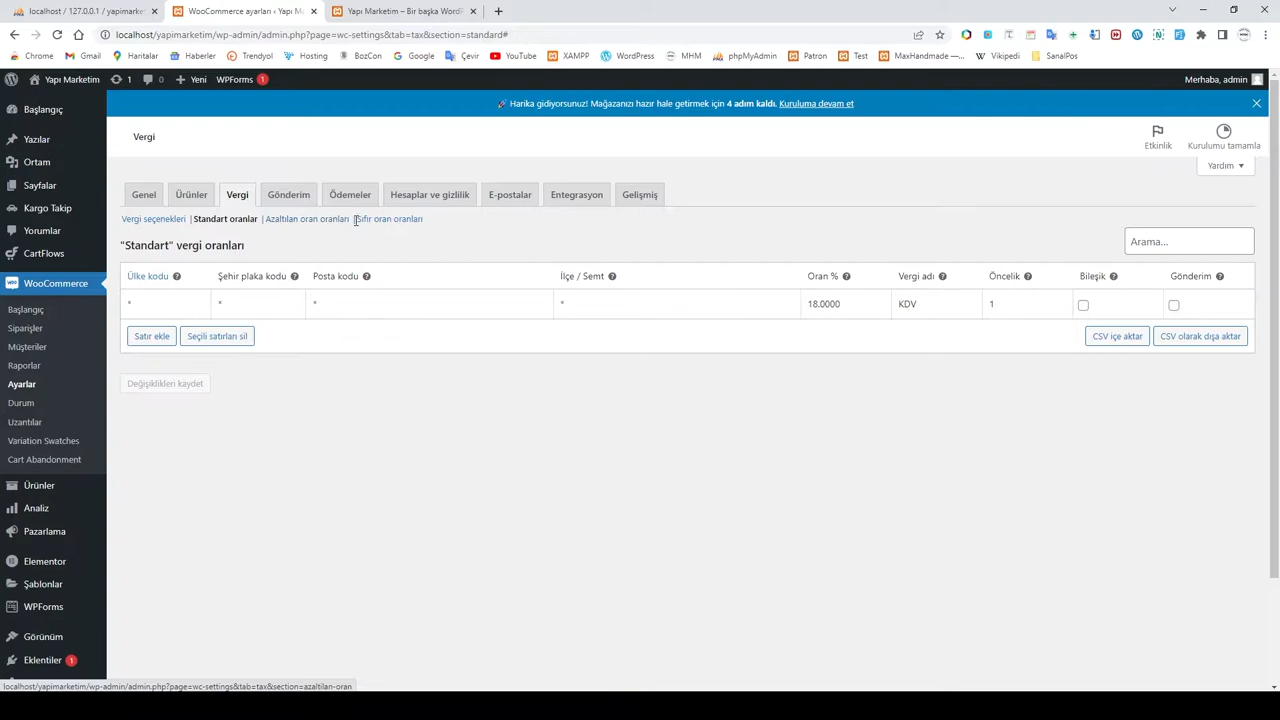 localhost / 127.0.0.1 / yapimarket
WooCommerce ayarları ‹ Yapı M
Yapı Marketim – Bir başka WordP
localhost/yapimarketim/wp-admin/admin.php?page=wc-settings&tab=tax&section=standard#
Chrome Gmail Haritalar Haberler Trendyol Hosting BozCon Google Çevir YouTube XAMPP WordPress MHM phpMyAdmin Patron MaxHandmade —... Test Vikipedi SanalPos
Yapı Marketim 1 0 Yeni WPForms 1 Merhaba, admin
Harika gidiyorsunuz! Mağazanızı hazır hale getirmek için 4 adım kaldı. Kuruluma devam et
Vergi
Etkinlik Kurulumu tamamla
Yardım
Genel Ürünler Vergi Gönderim Ödemeler Hesaplar ve gizlilik E-postalar Entegrasyon Gelişmiş
Vergi seçenekleri | Standart oranlar | Azaltılan oran oranları | Sıfır oran oranları
"Standart" vergi oranları
Arama...
Ülke kodu ? Şehir plaka kodu ? Posta kodu ? İlçe / Semt ? Oran % ? Vergi adı ? Öncelik ? Bileşik ? Gönderim ?
* * * * 18.0000 KDV 1
Satır ekle Seçili satırları sil CSV içe aktar CSV olarak dışa aktar
Değişiklikleri kaydet
Başlangıç
Yazılar
Ortam
Sayfalar
Kargo Takip
Yorumlar
CartFlows
WooCommerce
Başlangıç
Siparişler
Müşteriler
Raporlar
Ayarlar
Durum
Uzantılar
Variation Swatches
Cart Abandonment
Ürünler
Analiz
Pazarlama
Elementor
Şablonlar
WPForms
Görünüm
Eklentiler 1
localhost/yapimarketim/wp-admin/admin.php?page=wc-settings&tab=tax&section=azaltilan-oran